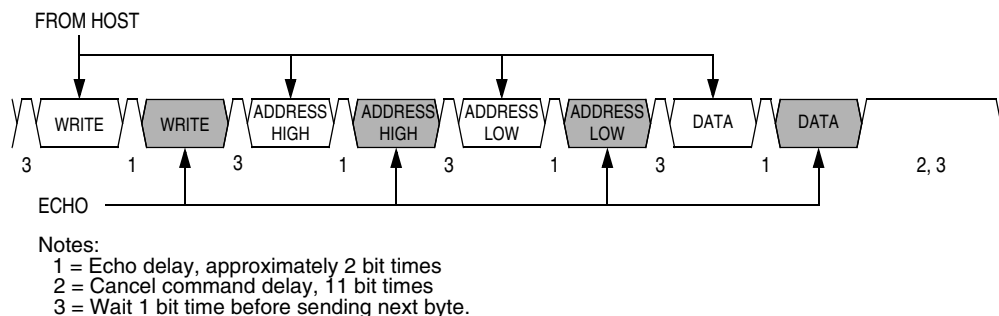 FROM HOST
WRITE WRITE ADDRESS HIGH ADDRESS HIGH ADDRESS LOW ADDRESS LOW DATA DATA
3 1 3 1 3 1 3 1 2, 3
ECHO
Notes:
1 = Echo delay, approximately 2 bit times
2 = Cancel command delay, 11 bit times
3 = Wait 1 bit time before sending next byte.